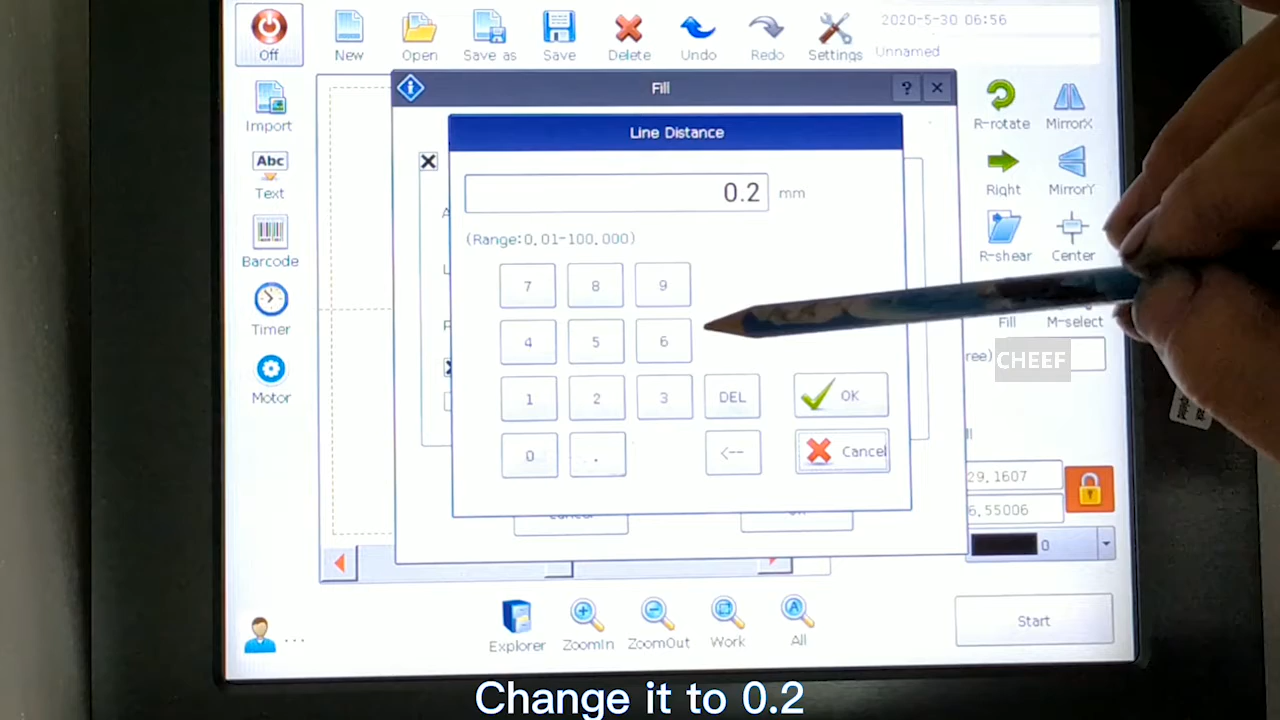 2020-5-30 06:56
Off
New
Open
Save as
Save
Delete
Undo
Redo
Settings
Unnamed
Fill
?
Import
Line Distance
R-rotate
MirrorX
Abc
Text
0.2 mm
Right
MirrorY
(Range:0.01-100.000)
Barcode
R-shear
Center
7 8 9
Timer
Fill
M-select
4 5 6
ree)
CHEEF
Motor
1 2 3 DEL
OK
0 . <--
Cancel
29.1607
6.55006
0
Explorer
ZoomIn
ZoomOut
Work
All
Start
...
Change it to 0.2